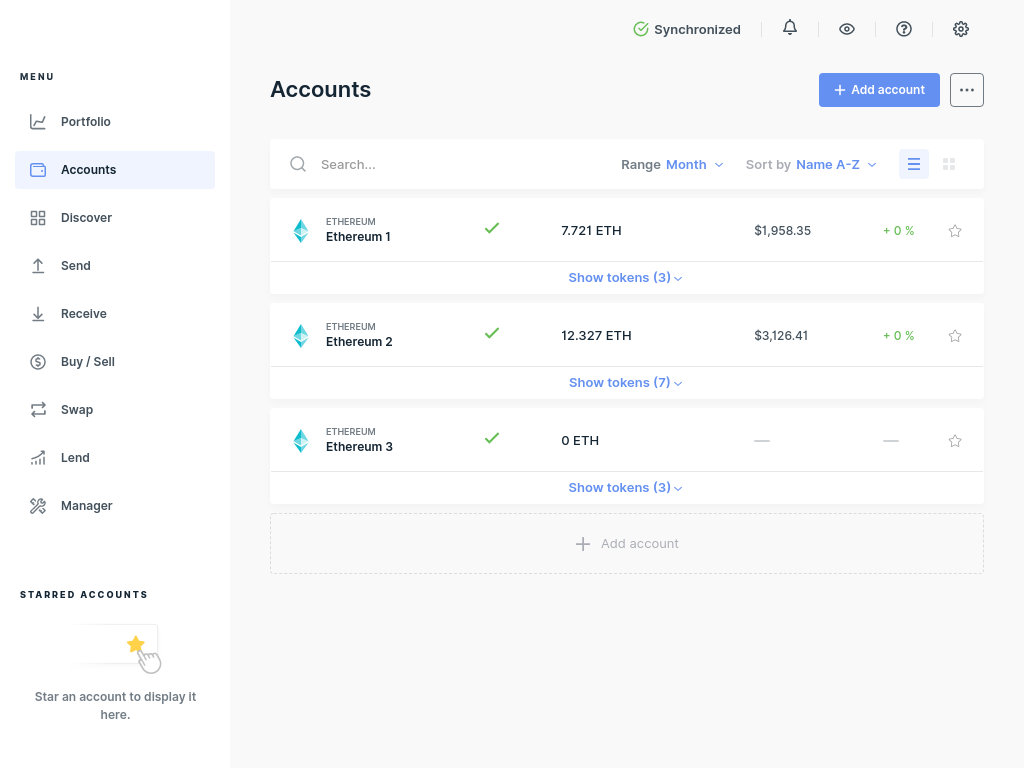 Synchronized
MENU
Portfolio
Accounts
Discover
Send
Receive
Buy / Sell
Swap
Lend
Manager
STARRED ACCOUNTS
Star an account to display it
here.
Accounts
Add account
Search...
Range Month
Sort by Name A-Z
ETHEREUM
Ethereum 1
7.721 ETH
$1,958.35
+ 0 %
Show tokens (3)
ETHEREUM
Ethereum 2
12.327 ETH
$3,126.41
+ 0 %
Show tokens (7)
ETHEREUM
Ethereum 3
0 ETH
—
—
Show tokens (3)
Add account